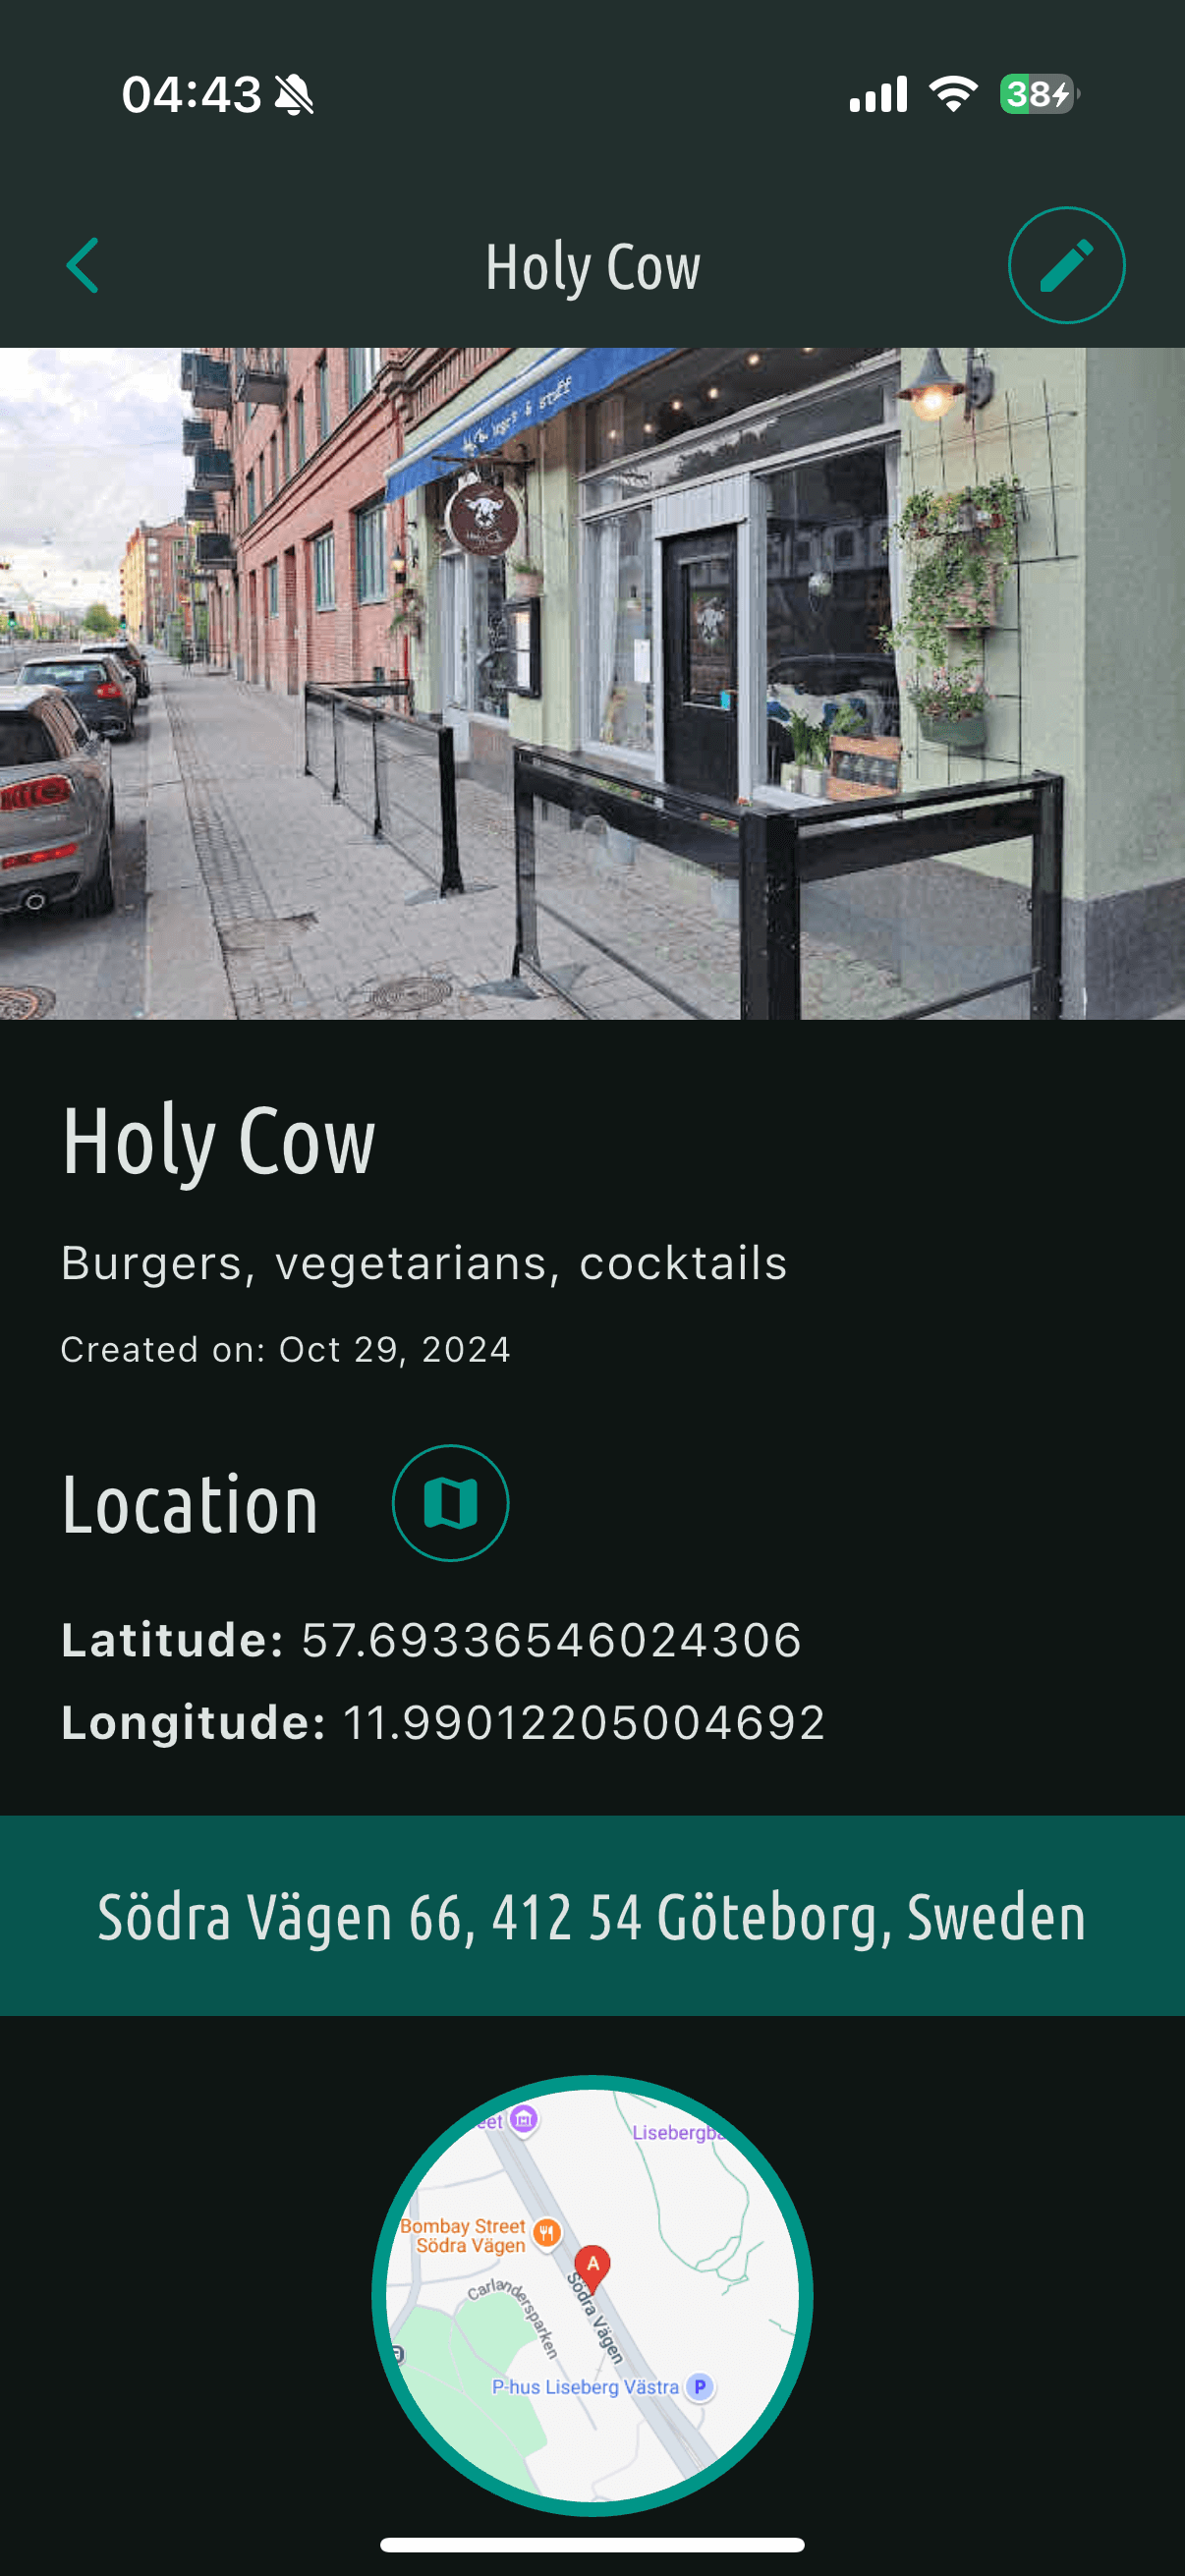 04:43
38
Holy Cow
& stuff
Holy Cow
Burgers, vegetarians, cocktails
Created on: Oct 29, 2024
Location
Latitude: 57.69336546024306
Longitude: 11.99012205004692
Södra Vägen 66, 412 54 Göteborg, Sweden
Bombay Street
Södra Vägen
A
Carlandersparken
Södra Vägen
P-hus Liseberg Västra P